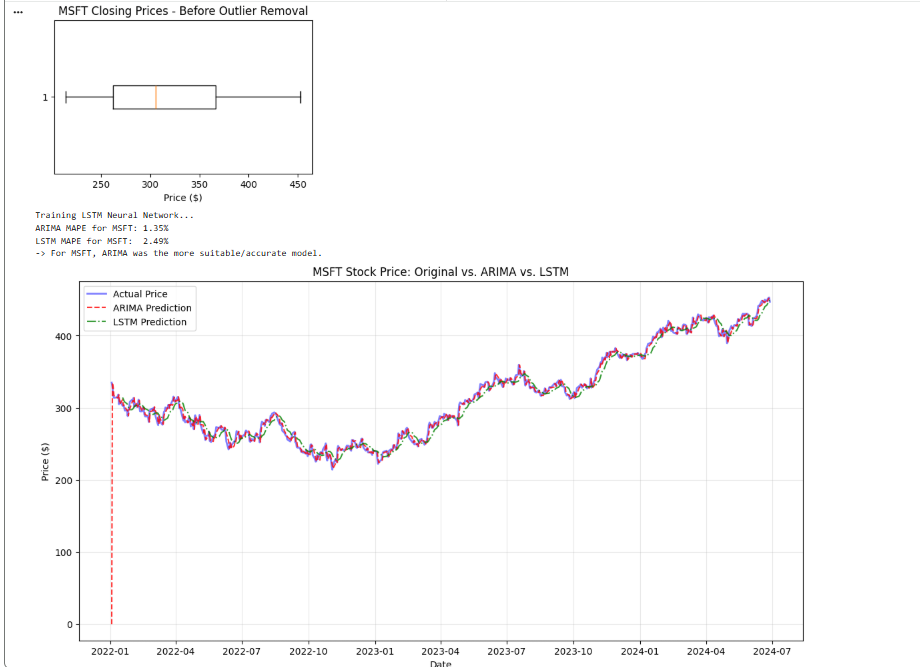 MSFT Closing Prices - Before Outlier Removal
1
250 300 350 400 450
Price ($)
Training LSTM Neural Network...
ARIMA MAPE for MSFT: 1.35%
LSTM MAPE for MSFT:  2.49%
-> For MSFT, ARIMA was the more suitable/accurate model.
MSFT Stock Price: Original vs. ARIMA vs. LSTM
Actual Price
ARIMA Prediction
LSTM Prediction
400
300
200
100
0
Price ($)
2022-01 2022-04 2022-07 2022-10 2023-01 2023-04 2023-07 2023-10 2024-01 2024-04 2024-07
Date